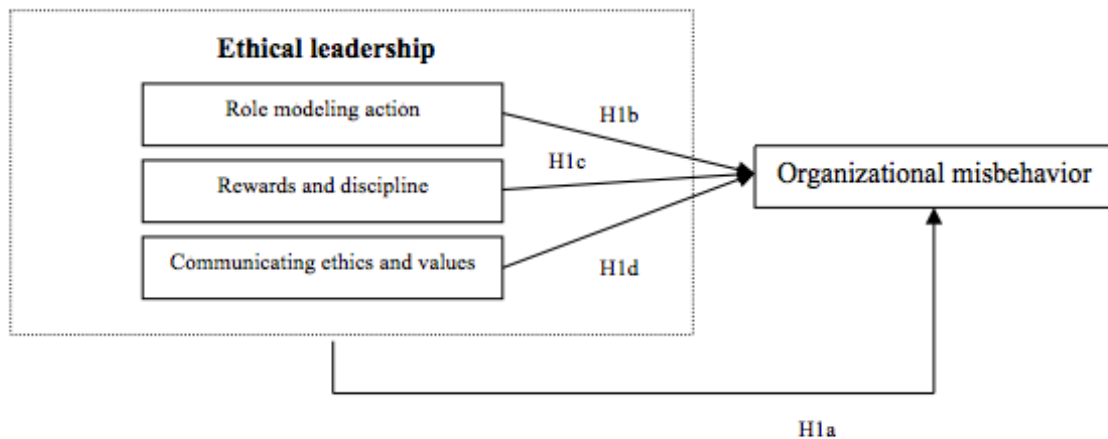 Ethical leadership
Role modeling action
H1b
H1c
Rewards and discipline
Organizational misbehavior
Communicating ethics and values
H1d
H1a